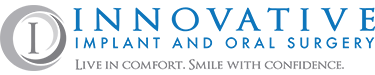 INNOVATIVE
IMPLANT AND ORAL SURGERY
LIVE IN COMFORT. SMILE WITH CONFIDENCE.